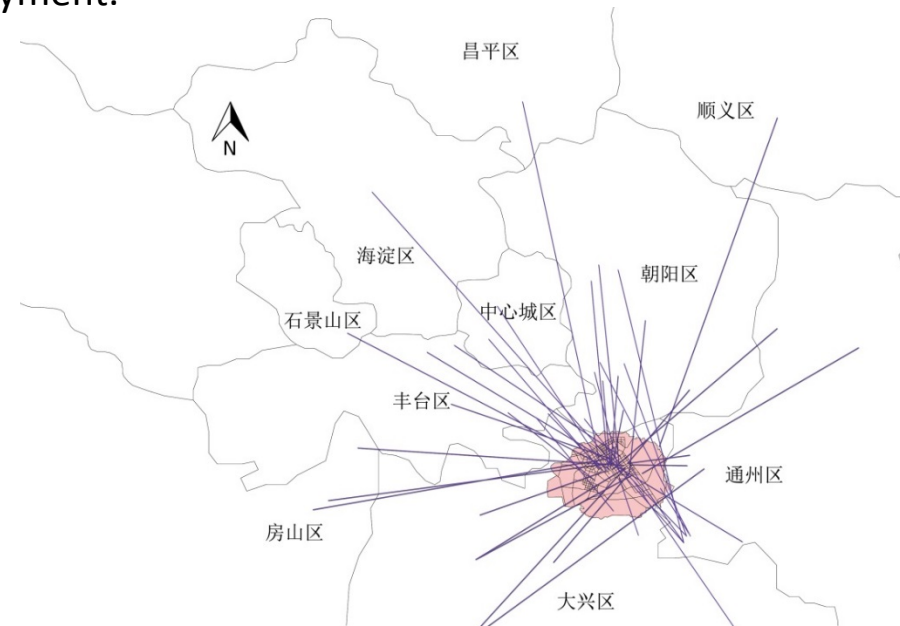 yment.
昌平区
顺义区
N
海淀区
朝阳区
中心城区
石景山区
丰台区
通州区
房山区
大兴区